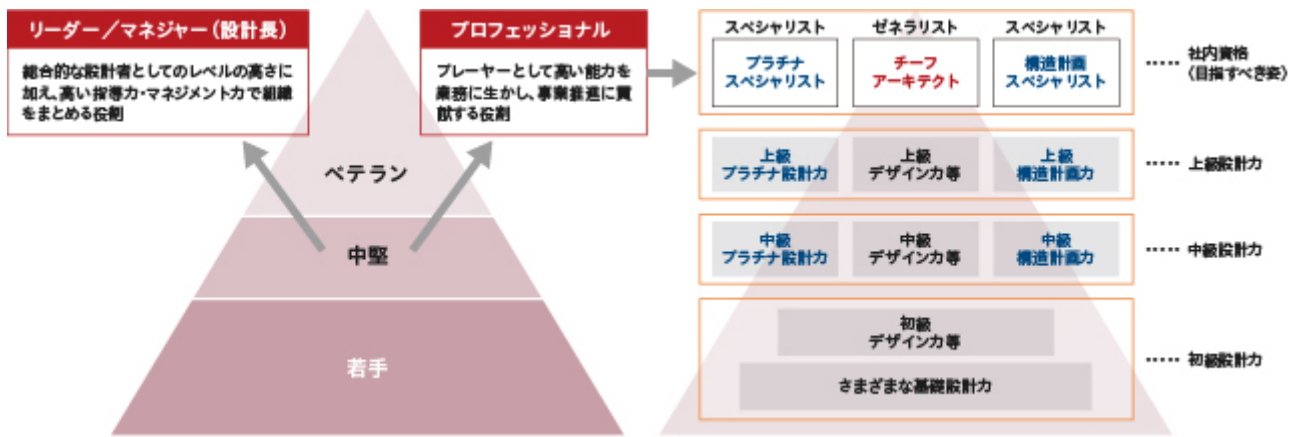 リーダー／マネジャー（設計長）
総合的な設計者としてのレベルの高さに
加え、高い指導力・マネジメント力で組織
をまとめる役割
プロフェッショナル
プレーヤーとして高い能力を
業務に生かし、事業推進に貢
献する役割
ベテラン
中堅
若手
スペシャリスト
ゼネラリスト
スペシャリスト
プラチナ
スペシャリスト
チーフ
アーキテクト
構造計画
スペシャリスト
社内資格
（目指すべき姿）
上級
プラチナ設計力
上級
デザイン力等
上級
構造計画力
上級設計力
中級
プラチナ設計力
中級
デザイン力等
中級
構造計画力
中級設計力
初級
デザイン力等
さまざまな基礎設計力
初級設計力